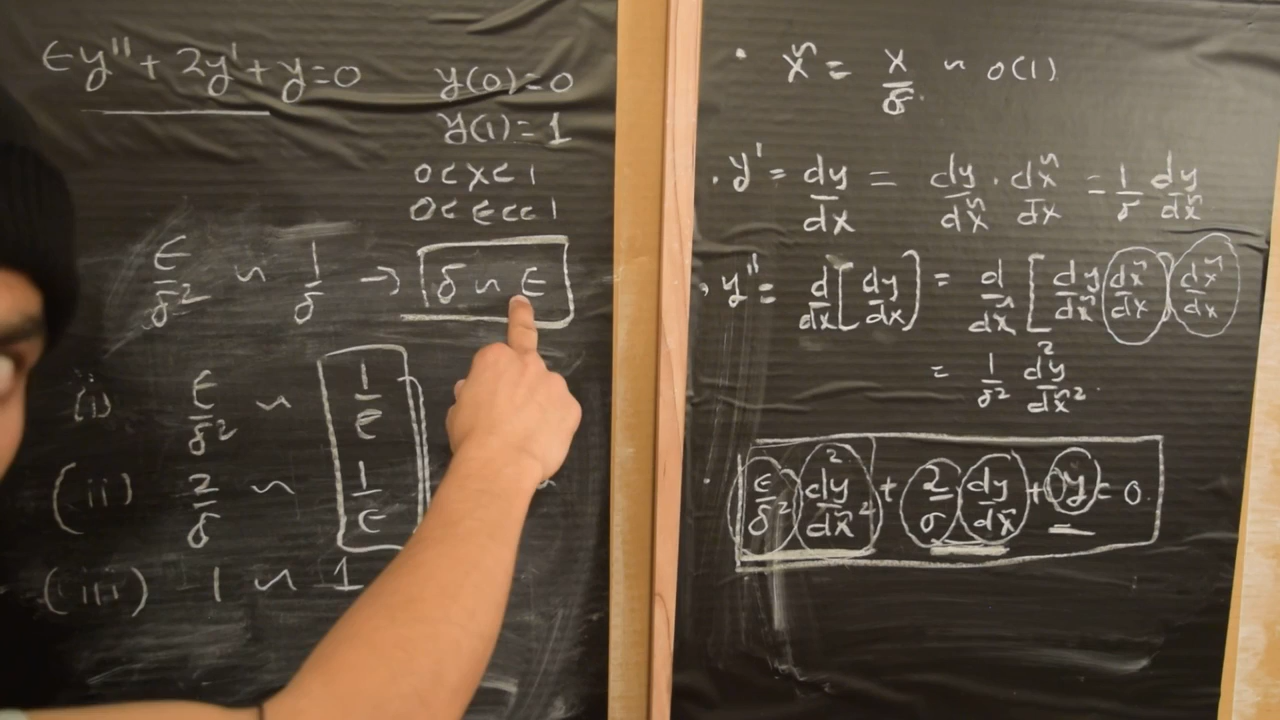 ϵy'' + 2y' + y = 0
y(0) = 0
y(1) = 1
0 < x < 1
0 < ϵ << 1
ϵ/δ² ~ 1/δ → δ ~ ϵ
(i) ϵ/δ² ~ 1/ϵ
(ii) 2/δ ~ 1/ϵ
(iii) 1 ~ 1
· x̃ = x/δ ~ o(1)
· y' = dy/dx = dy/dx̃ · dx̃/dx = 1/δ dy/dx̃
· y'' = d/dx [dy/dx] = d/dx̃ [dy/dx̃ dx̃/dx] dx̃/dx
= 1/δ² d²y/dx̃²
· ϵ/δ² d²y/dx̃² + 2/δ dy/dx̃ + y = 0